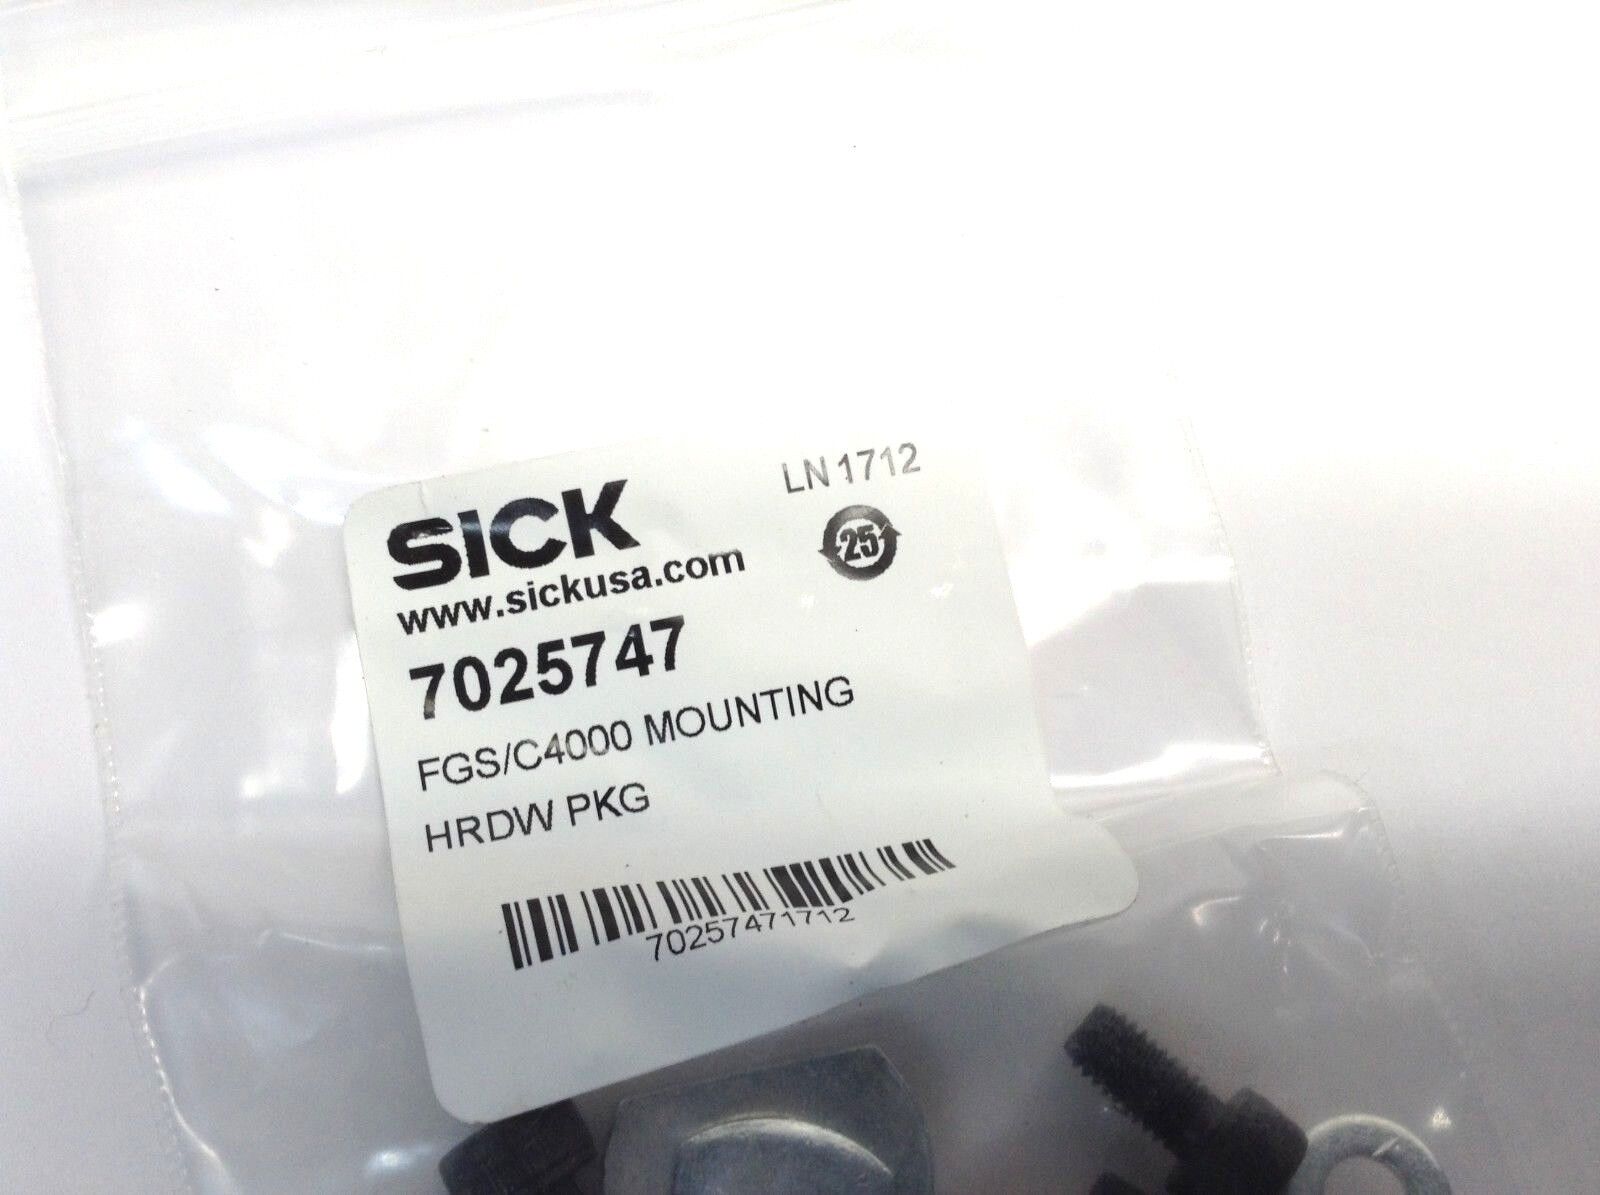 SICK
LN 1712
25
www.sickusa.com
7025747
FGS/C4000 MOUNTING
HRDW PKG
70257471712